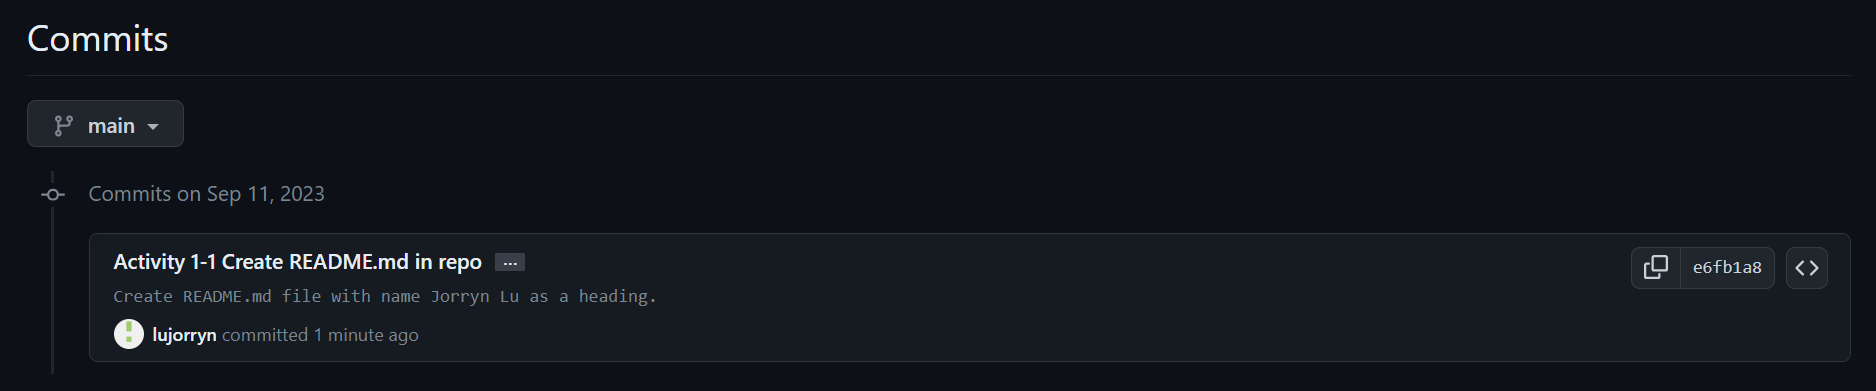 Commits
main
Commits on Sep 11, 2023
Activity 1-1 Create README.md in repo ...
e6fb1a8
Create README.md file with name Jorryn Lu as a heading.
lujorryn committed 1 minute ago